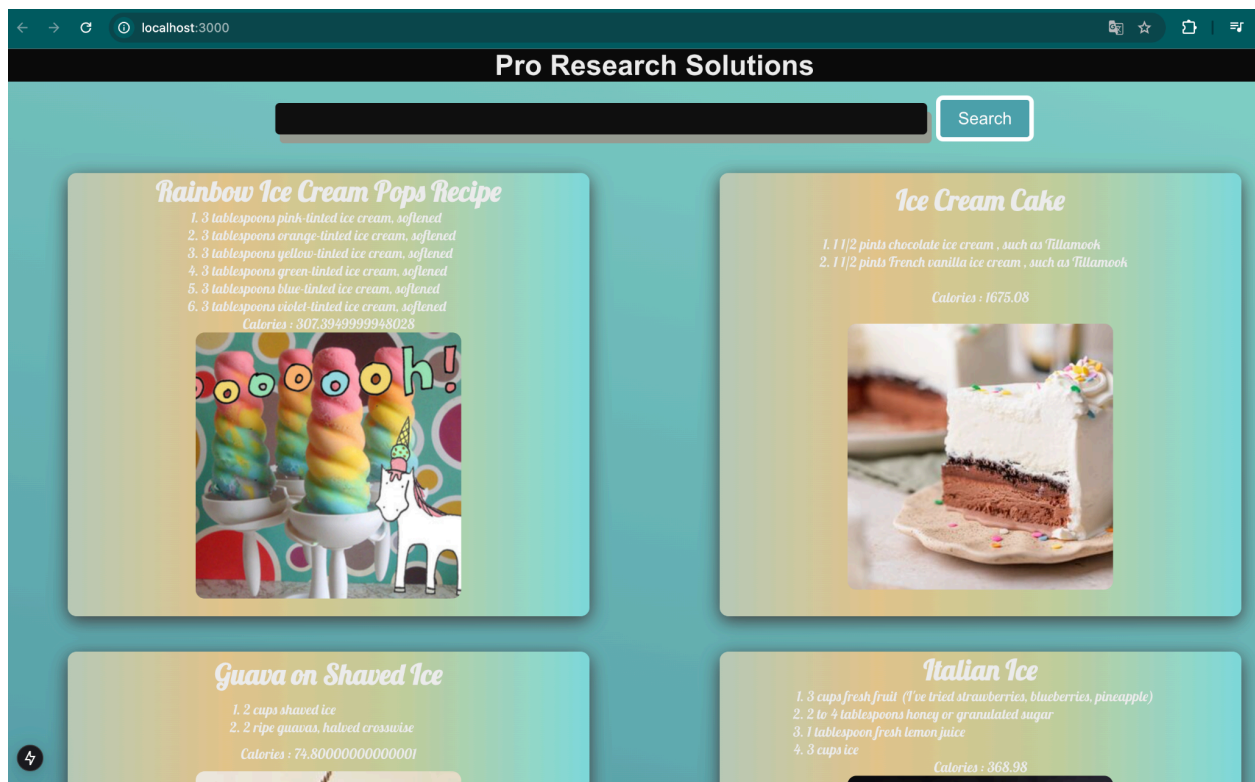 localhost:3000
Pro Research Solutions
Search
Rainbow Ice Cream Pops Recipe
1. 3 tablespoons pink-tinted ice cream, softened
2. 3 tablespoons orange-tinted ice cream, softened
3. 3 tablespoons yellow-tinted ice cream, softened
4. 3 tablespoons green-tinted ice cream, softened
5. 3 tablespoons blue-tinted ice cream, softened
6. 3 tablespoons violet-tinted ice cream, softened
Calories : 307.3949999948028
oooooh!
Ice Cream Cake
1. 1 1/2 pints chocolate ice cream , such as Tillamook
2. 1 1/2 pints French vanilla ice cream , such as Tillamook
Calories : 1675.08
Guava on Shaved Ice
1. 2 cups shaved ice
2. 2 ripe guavas, halved crosswise
Calories : 74.80000000000001
Italian Ice
1. 3 cups fresh fruit (I've tried strawberries, blueberries, pineapple)
2. 2 to 4 tablespoons honey or granulated sugar
3. 1 tablespoon fresh lemon juice
4. 3 cups ice
Calories : 368.98